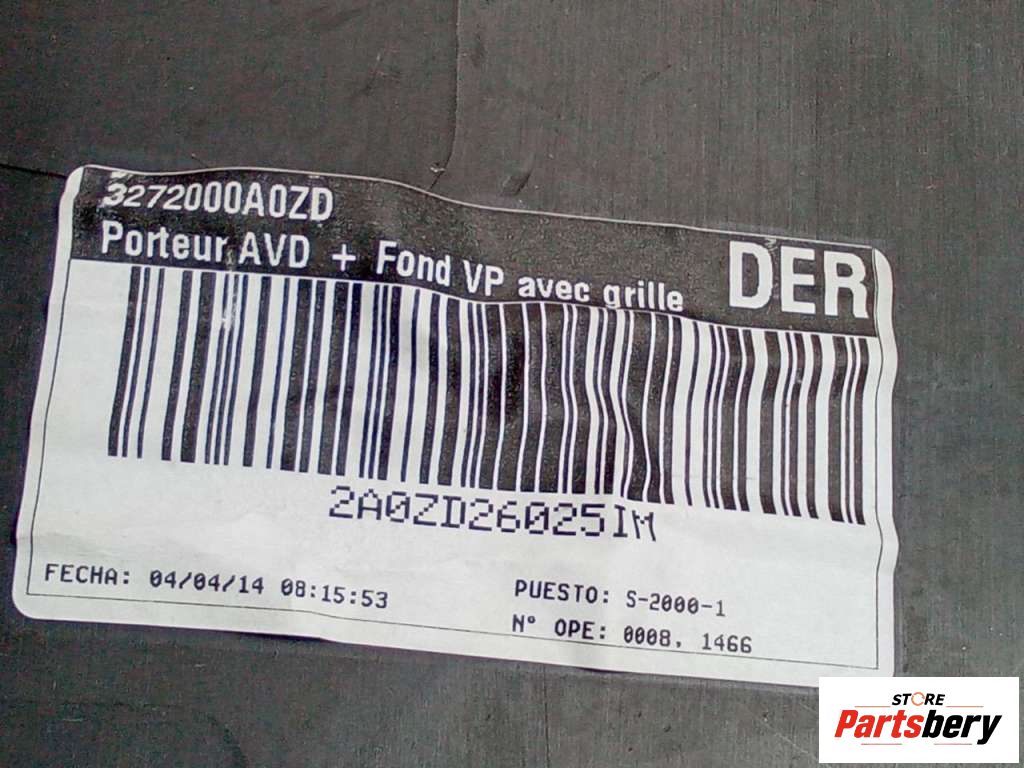 3272000A0ZD
Porteur AVD + Fond VP avec grille
DER
2A0ZD26025IM
FECHA: 04/04/14 08:15:53
PUESTO: S-2000-1
Nº OPE: 0008, 1466
STORE
Partsbery